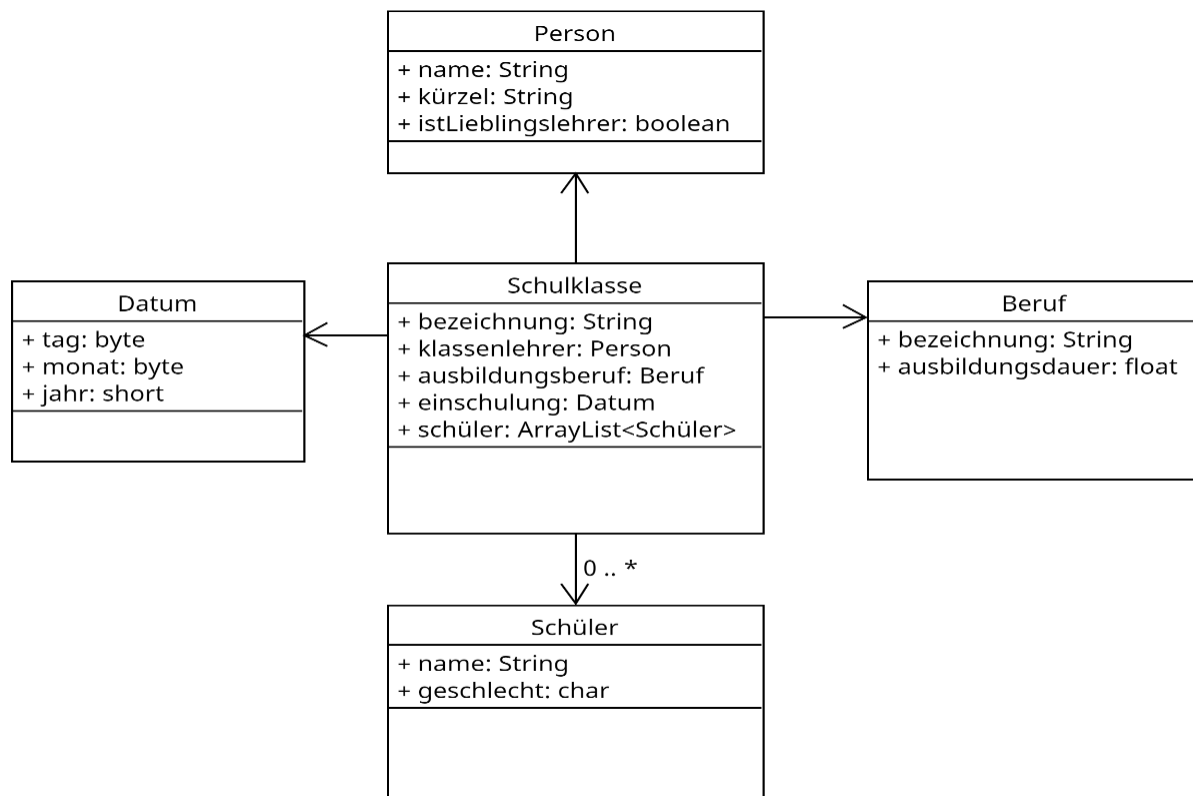 Person
+ name: String
+ kürzel: String
+ istLieblingslehrer: boolean
Datum
+ tag: byte
+ monat: byte
+ jahr: short
Schulklasse
+ bezeichnung: String
+ klassenlehrer: Person
+ ausbildungsberuf: Beruf
+ einschulung: Datum
+ schüler: ArrayList<Schüler>
Beruf
+ bezeichnung: String
+ ausbildungsdauer: float
0 .. *
Schüler
+ name: String
+ geschlecht: char